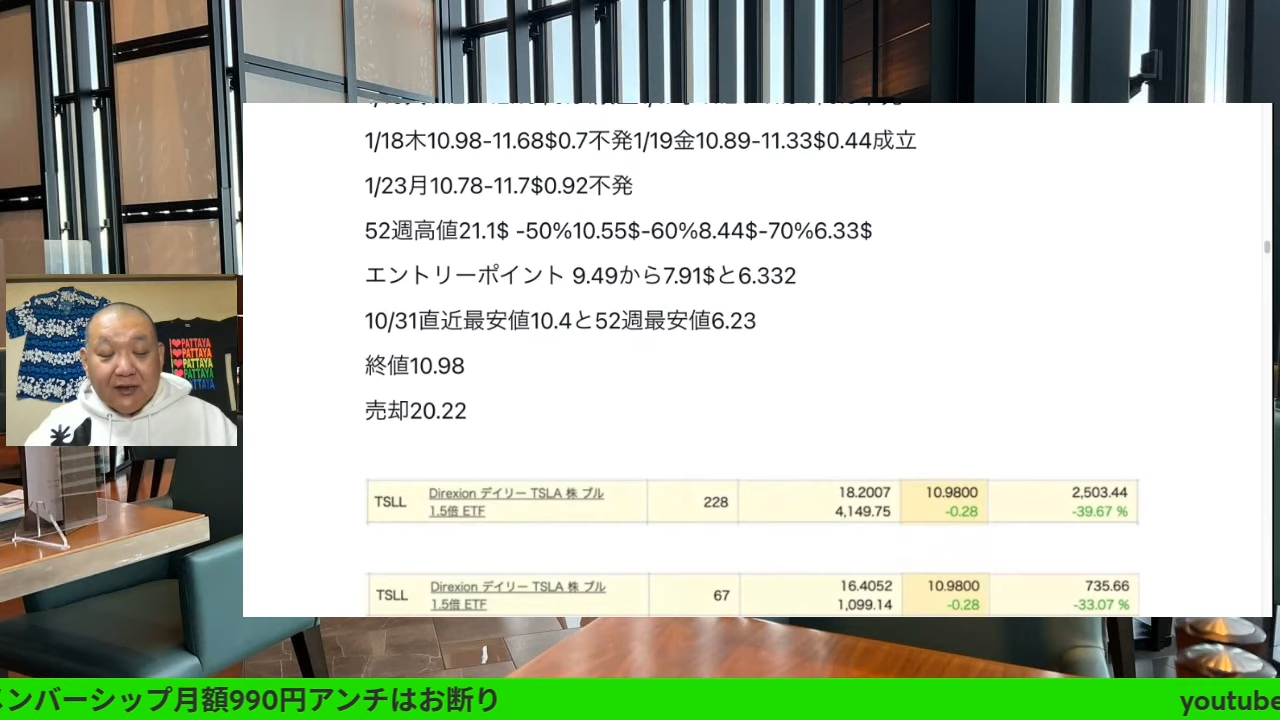 1/18木10.98-11.68$0.7不発1/19金10.89-11.33$0.44成立
1/23月10.78-11.7$0.92不発
52週高値21.1$ -50%10.55$-60%8.44$-70%6.33$
エントリーポイント 9.49から7.91$と6.332
10/31直近最安値10.4と52週最安値6.23
終値10.98
売却20.22
TSLL Direxion デイリー TSLA 株 ブル 1.5倍 ETF 228 18.2007 10.9800 2,503.44
4,149.75 -0.28 -39.67 %
TSLL Direxion デイリー TSLA 株 ブル 1.5倍 ETF 67 16.4052 10.9800 735.66
1,099.14 -0.28 -33.07 %
I❤PATTAYA
I❤PATTAYA
I❤PATTAYA
I❤PATTAYA
PATTAYA
メンバーシップ月額990円アンチはお断り
youtube